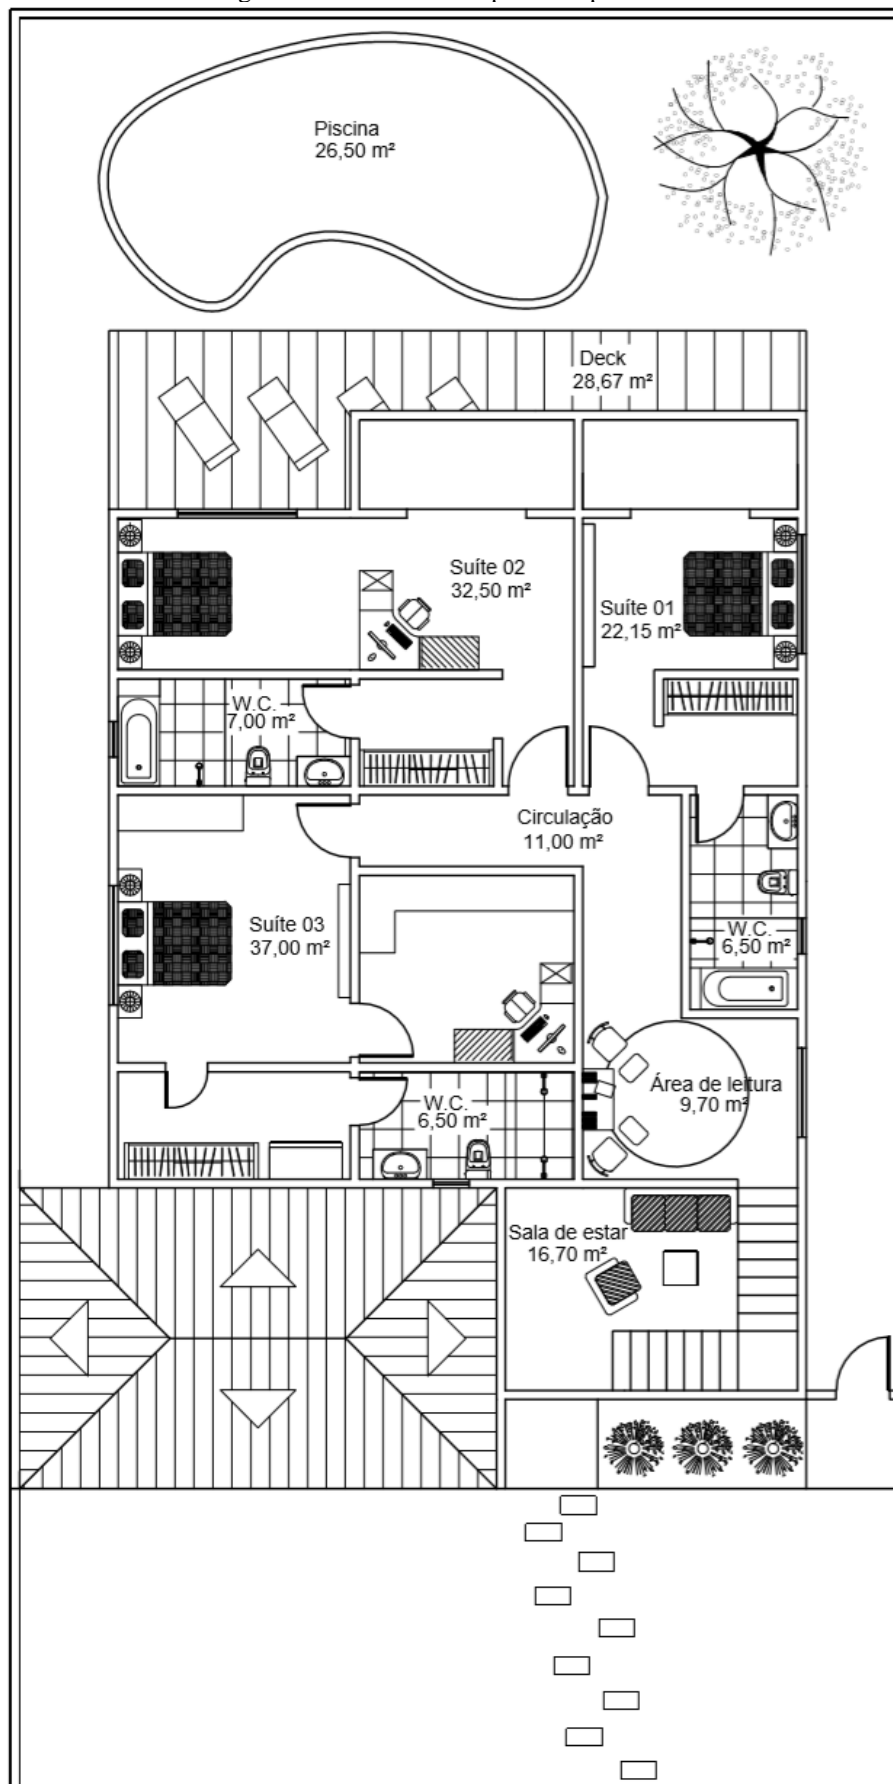 Piscina
26,50 m²
Deck
28,67 m²
Suíte 02
32,50 m²
Suíte 01
22,15 m²
W.C.
7,00 m²
Circulação
11,00 m²
Suíte 03
37,00 m²
W.C.
6,50 m²
Área de leitura
9,70 m²
W.C.
6,50 m²
Sala de estar
16,70 m²